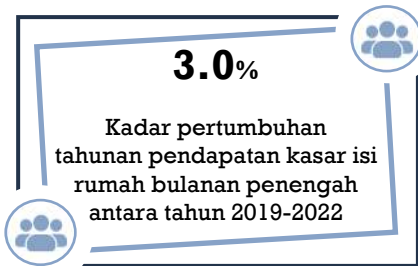 3.0%
Kadar pertumbuhan
tahunan pendapatan kasar isi
rumah bulanan penengah
antara tahun 2019-2022